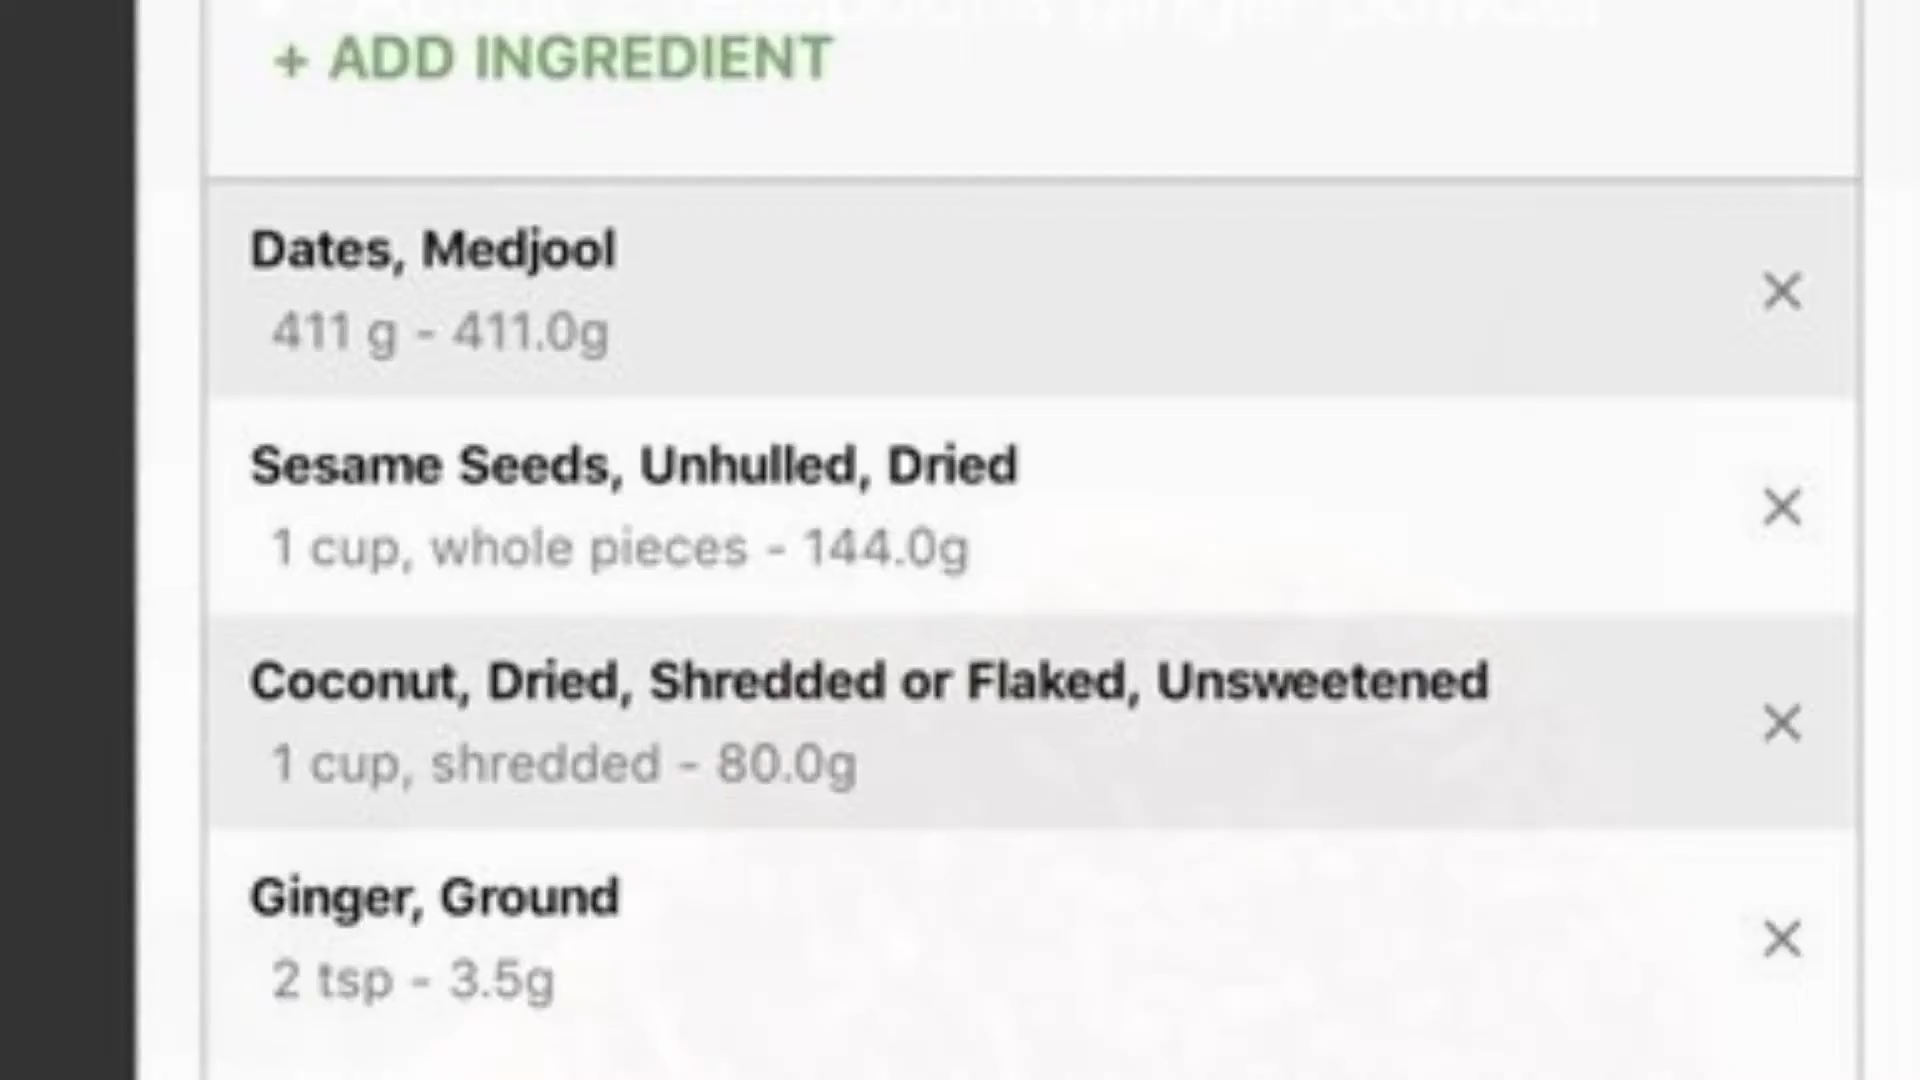 + ADD INGREDIENT
Dates, Medjool
411 g - 411.0g
Sesame Seeds, Unhulled, Dried
1 cup, whole pieces - 144.0g
Coconut, Dried, Shredded or Flaked, Unsweetened
1 cup, shredded - 80.0g
Ginger, Ground
2 tsp - 3.5g